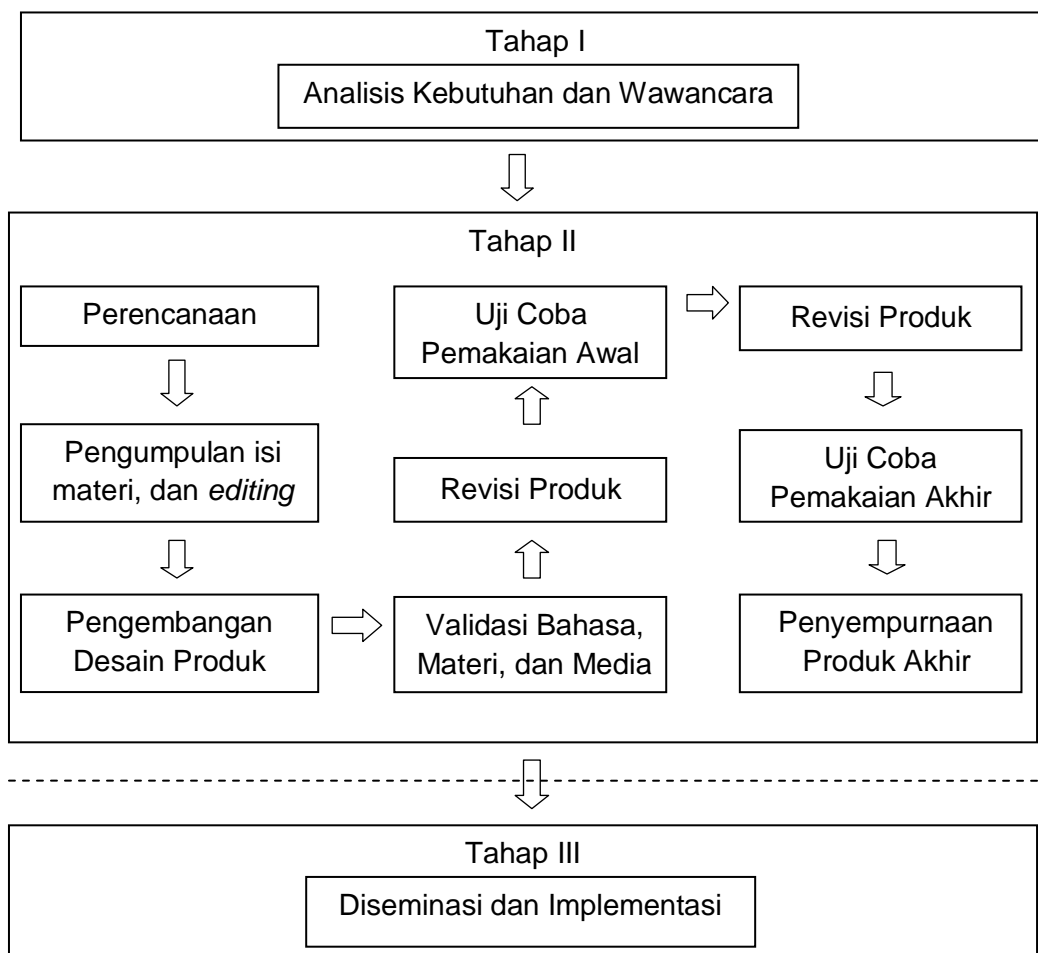 Tahap I
Analisis Kebutuhan dan Wawancara
Tahap II
Perencanaan
Pengumpulan isi
materi, dan editing
Pengembangan
Desain Produk
Validasi Bahasa,
Materi, dan Media
Revisi Produk
Uji Coba
Pemakaian Awal
Revisi Produk
Uji Coba
Pemakaian Akhir
Penyempurnaan
Produk Akhir
Tahap III
Diseminasi dan Implementasi